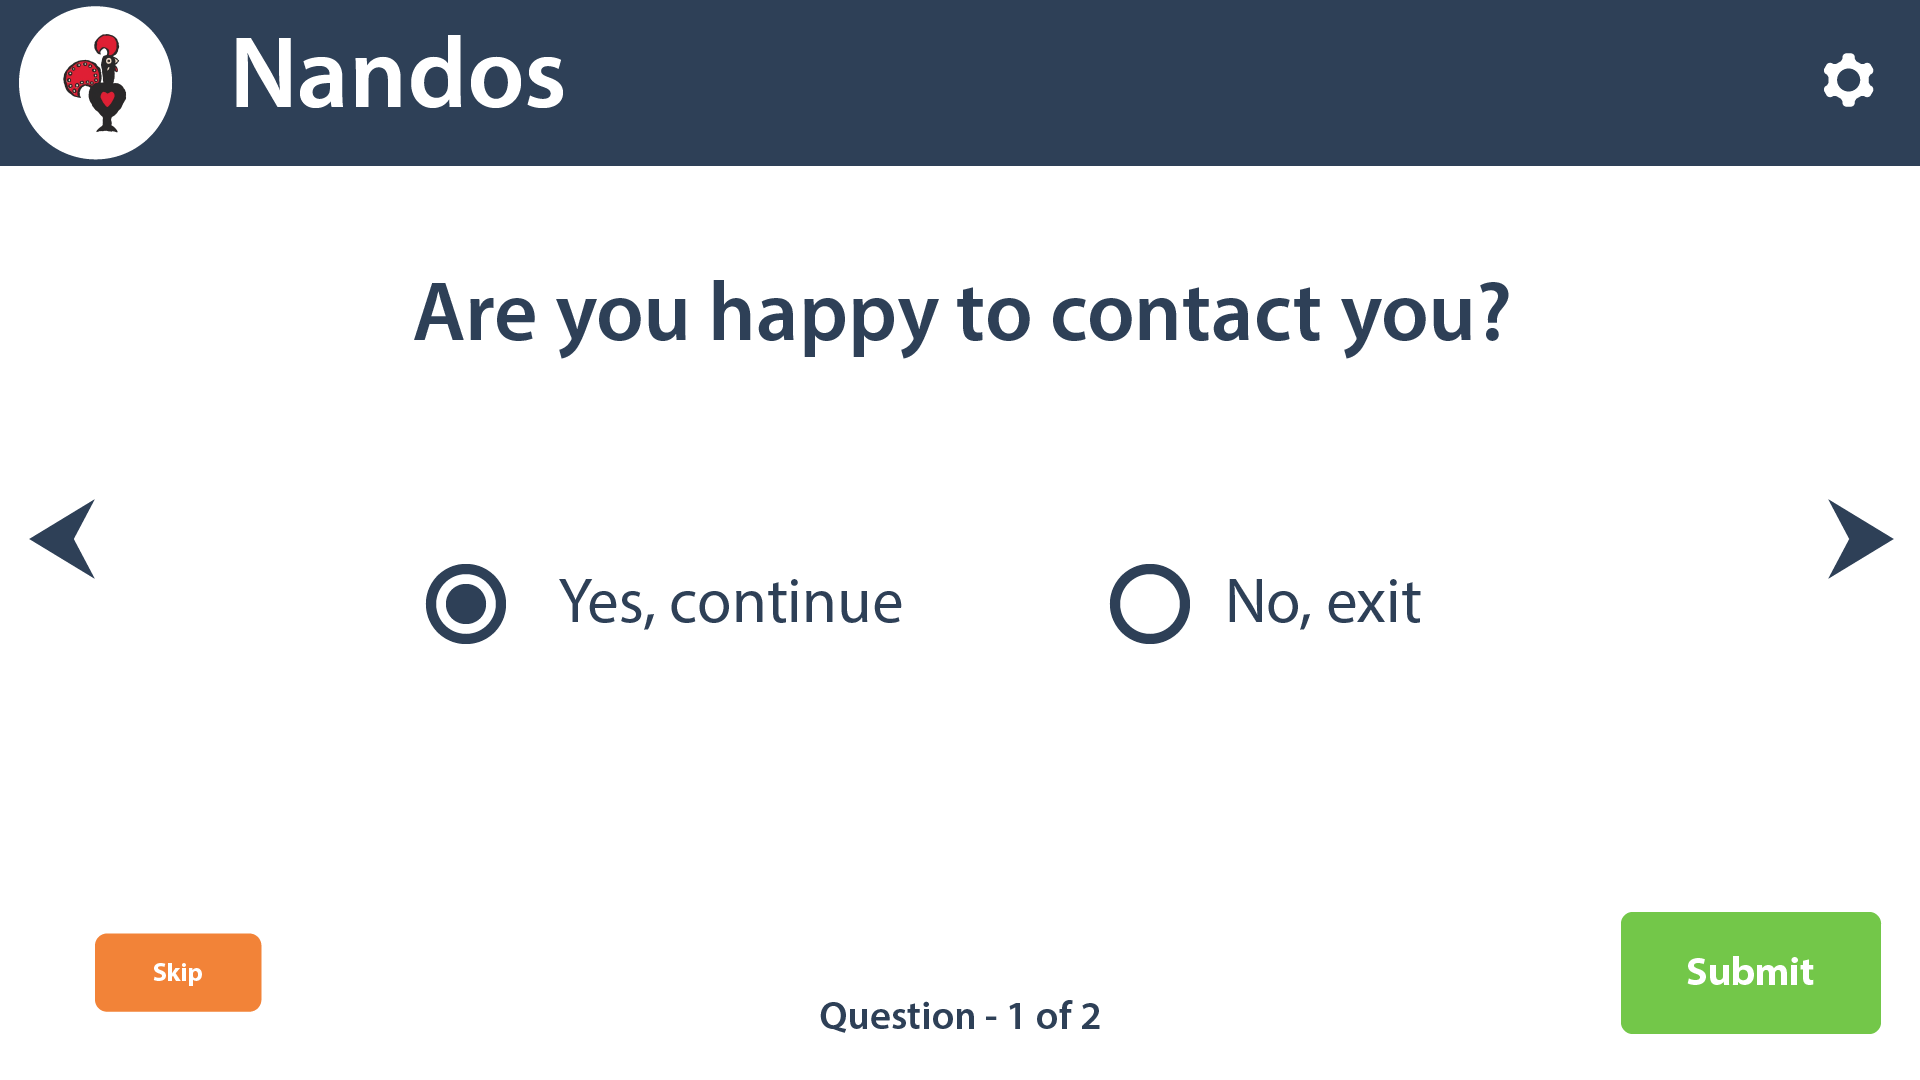 Nandos
Are you happy to contact you?
Yes, continue
No, exit
Skip
Submit
Question - 1 of 2